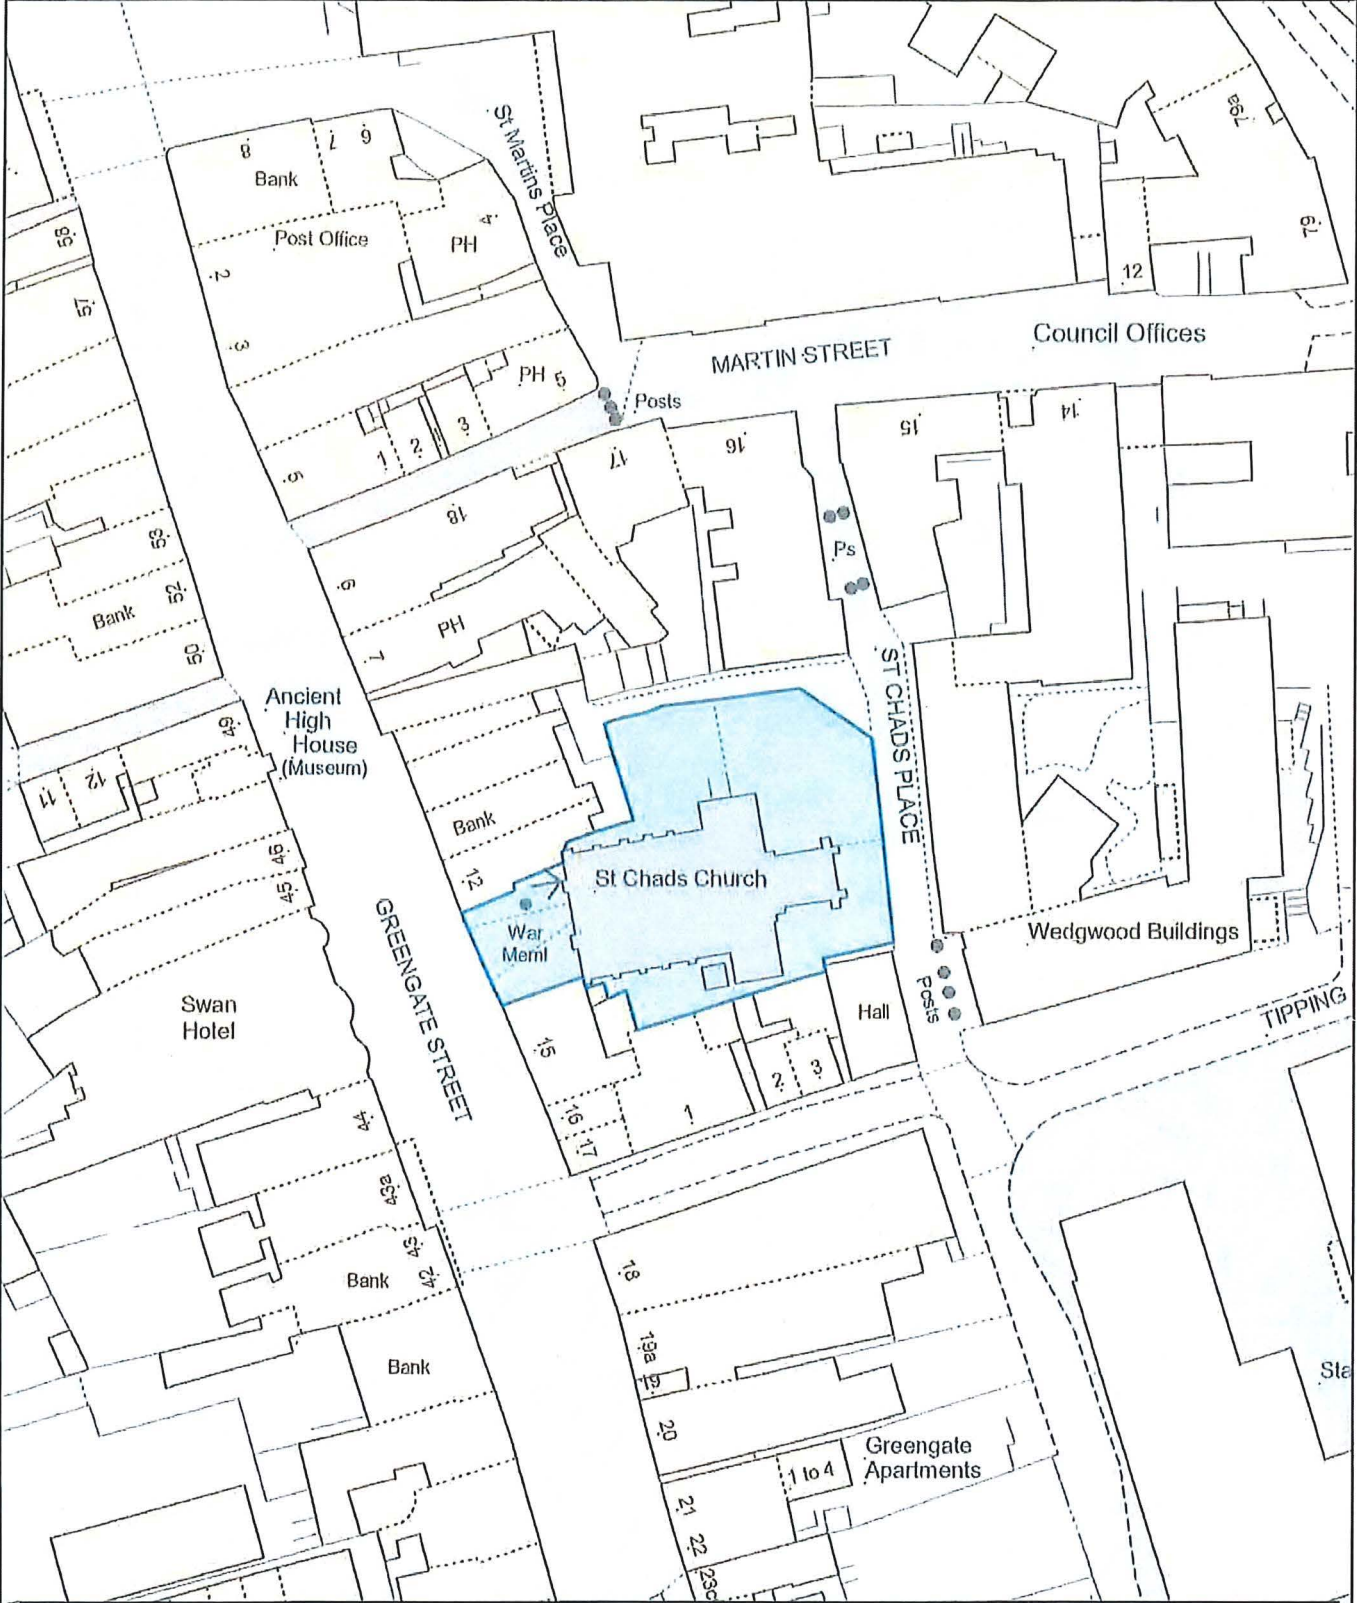 8
7
6
Bank
St Martins Place
79a
4
Post Office
PH
58
2
79
12
57
3
Council Offices
MARTIN STREET
PH 5
Posts
14
15
16
3
2
1
5
17
18
53
Ps
6
52
Bank
PH
7
50
ST CHADS PLACE
Ancient
High
House
(Museum)
49
12
11
Bank
46
45
12
St Chads Church
GREENGATE STREET
War
Meml
Wedgwood Buildings
Swan
Hotel
Posts
Hall
TIPPING
15
3
2
1
16
17
44
43a
43
42
Bank
18
19a
19
Bank
Sta
20
Greengate
Apartments
1 to 4
21
22
23c